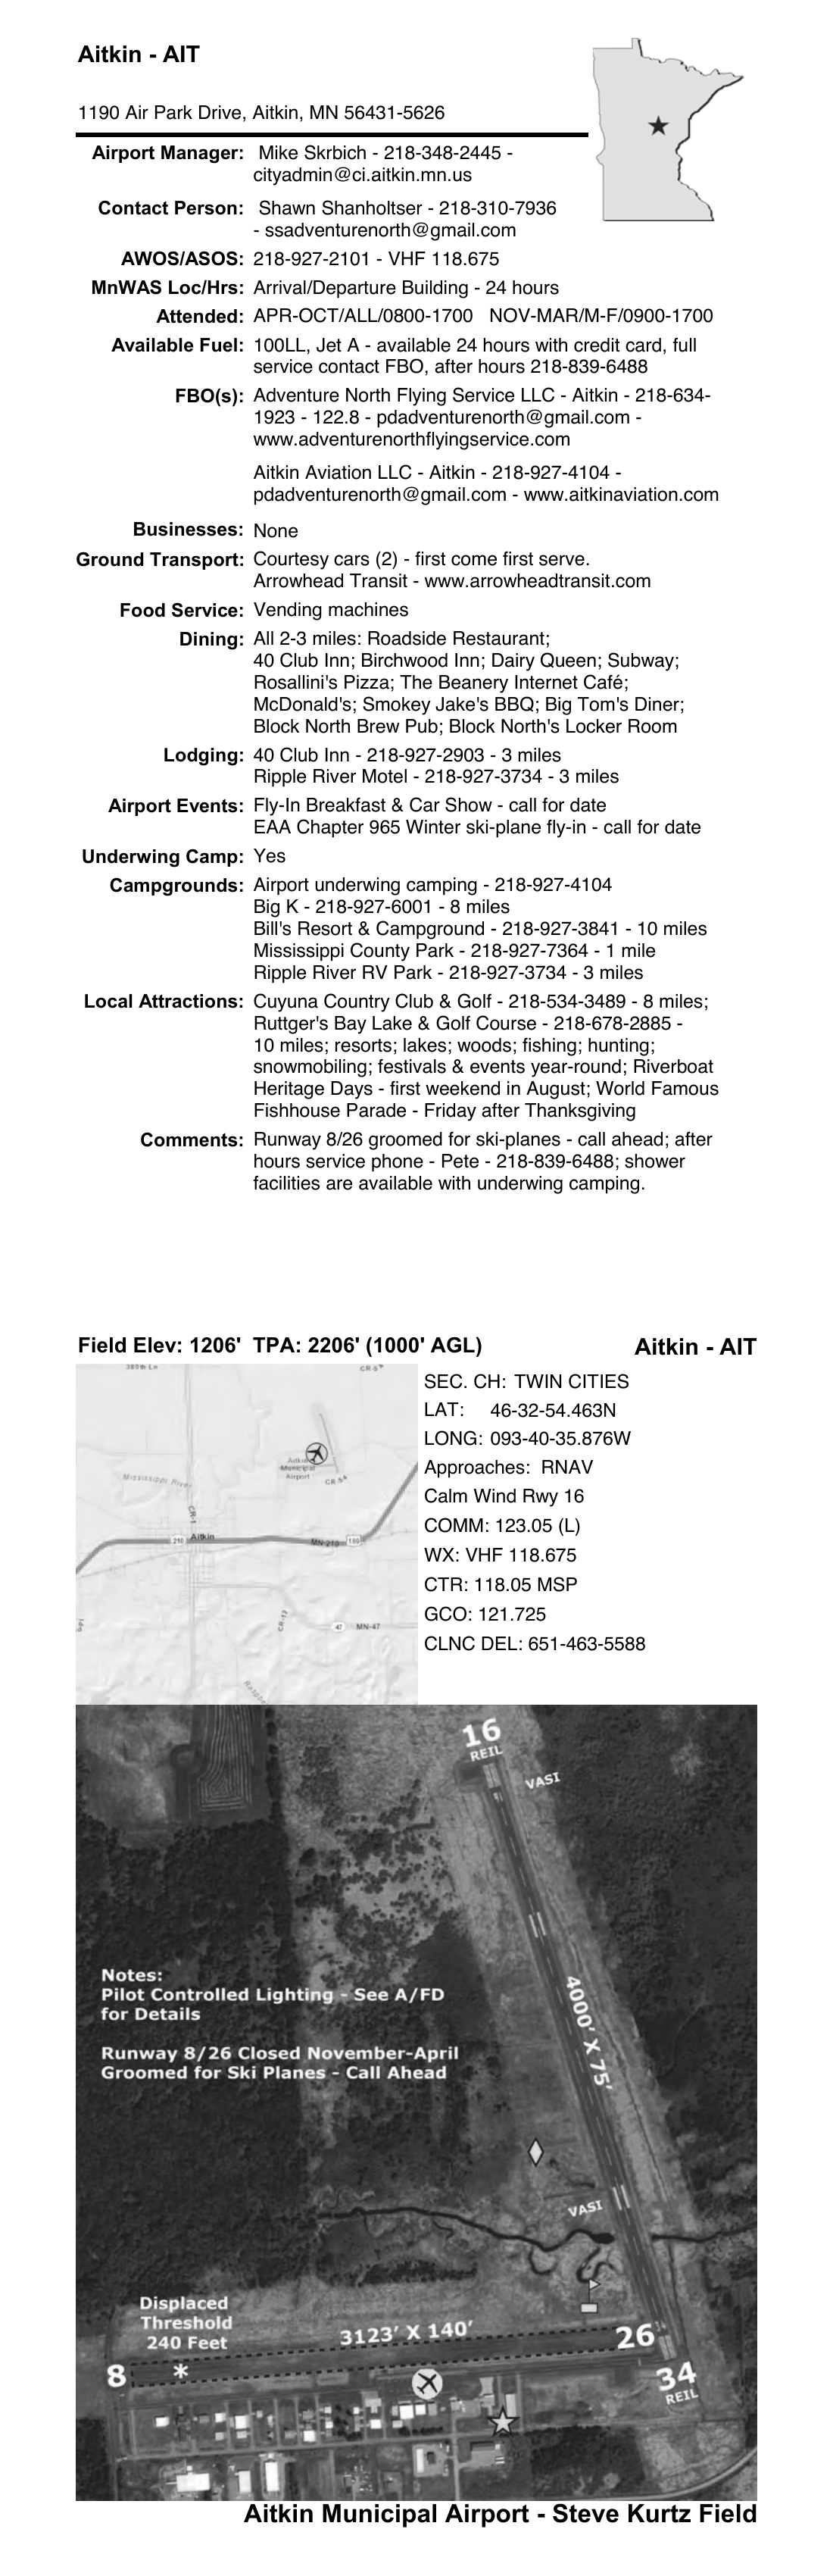 Aitkin - AIT
1190 Air Park Drive, Aitkin, MN 56431-5626
Airport Manager: Mike Skrbich - 218-348-2445 -
cityadmin@ci.aitkin.mn.us
Contact Person: Shawn Shanholtser - 218-310-7936
- ssadventurenorth@gmail.com
AWOS/ASOS: 218-927-2101 - VHF 118.675
MnWAS Loc/Hrs: Arrival/Departure Building - 24 hours
Attended: APR-OCT/ALL/0800-1700 NOV-MAR/M-F/0900-1700
Available Fuel: 100LL, Jet A - available 24 hours with credit card, full
service contact FBO, after hours 218-839-6488
FBO(s): Adventure North Flying Service LLC - Aitkin - 218-634-
1923 - 122.8 - pdadventurenorth@gmail.com -
www.adventurenorthflyingservice.com
Aitkin Aviation LLC - Aitkin - 218-927-4104 -
pdadventurenorth@gmail.com - www.aitkinaviation.com
Businesses: None
Ground Transport: Courtesy cars (2) - first come first serve.
Arrowhead Transit - www.arrowheadtransit.com
Food Service: Vending machines
Dining: All 2-3 miles: Roadside Restaurant;
40 Club Inn; Birchwood Inn; Dairy Queen; Subway;
Rosallini's Pizza; The Beanery Internet Café;
McDonald's; Smokey Jake's BBQ; Big Tom's Diner;
Block North Brew Pub; Block North's Locker Room
Lodging: 40 Club Inn - 218-927-2903 - 3 miles
Ripple River Motel - 218-927-3734 - 3 miles
Airport Events: Fly-In Breakfast & Car Show - call for date
EAA Chapter 965 Winter ski-plane fly-in - call for date
Underwing Camp: Yes
Campgrounds: Airport underwing camping - 218-927-4104
Big K - 218-927-6001 - 8 miles
Bill's Resort & Campground - 218-927-3841 - 10 miles
Mississippi County Park - 218-927-7364 - 1 mile
Ripple River RV Park - 218-927-3734 - 3 miles
Local Attractions: Cuyuna Country Club & Golf - 218-534-3489 - 8 miles;
Ruttger's Bay Lake & Golf Course - 218-678-2885 -
10 miles; resorts; lakes; woods; fishing; hunting;
snowmobiling; festivals & events year-round; Riverboat
Heritage Days - first weekend in August; World Famous
Fishhouse Parade - Friday after Thanksgiving
Comments: Runway 8/26 groomed for ski-planes - call ahead; after
hours service phone - Pete - 218-839-6488; shower
facilities are available with underwing camping.
Field Elev: 1206' TPA: 2206' (1000' AGL)
Aitkin - AIT
380th Ln
Aitkin
Municipal
Airport
Mississippi River
CR-1
210
Aitkin
MN-210
169
CR-12
47
MN-47
SEC. CH: TWIN CITIES
LAT: 46-32-54.463N
LONG: 093-40-35.876W
Approaches: RNAV
Calm Wind Rwy 16
COMM: 123.05 (L)
WX: VHF 118.675
CTR: 118.05 MSP
GCO: 121.725
CLNC DEL: 651-463-5588
16
REIL
VASI
Notes:
Pilot Controlled Lighting - See A/FD
for Details
Runway 8/26 Closed November-April
Groomed for Ski Planes - Call Ahead
4000' X 75'
VASI
Displaced
Threshold
240 Feet
3123' X 140'
26
8
*
34
REIL
Aitkin Municipal Airport - Steve Kurtz Field